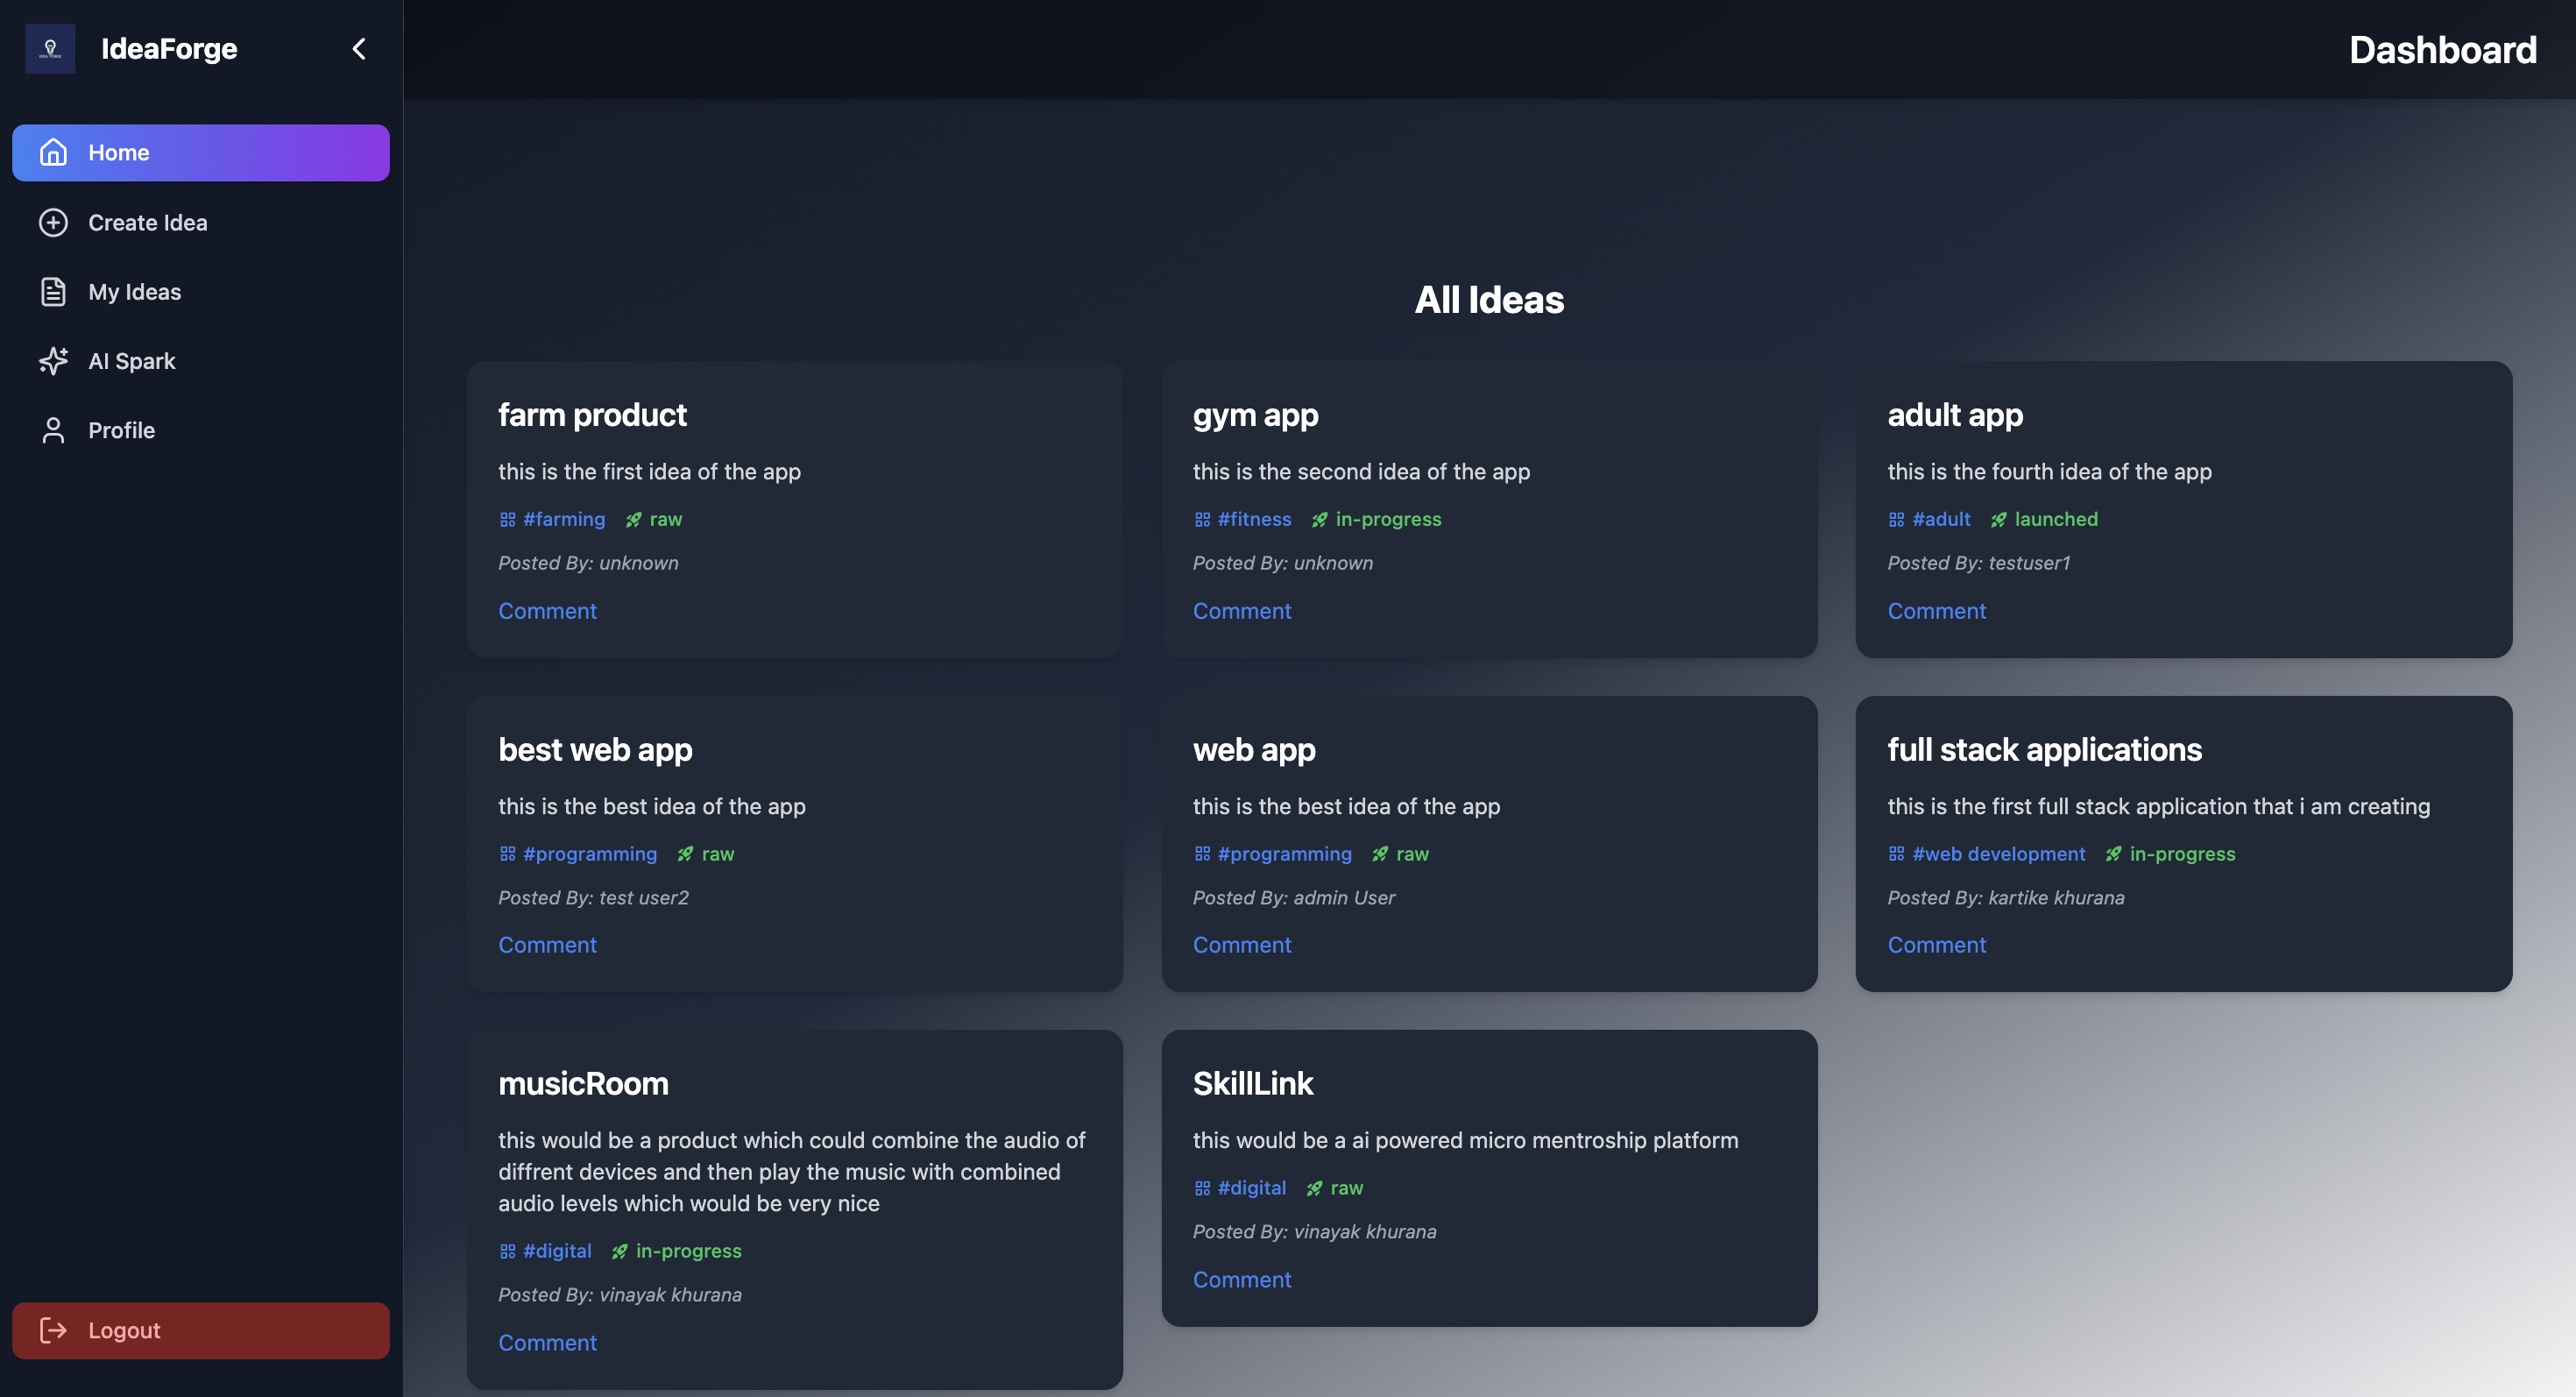 IDEA FORGE
IdeaForge
Dashboard
Home
Create Idea
My Ideas
AI Spark
Profile
Logout
All Ideas
farm product
this is the first idea of the app
#farming raw
Posted By: unknown
Comment
gym app
this is the second idea of the app
#fitness in-progress
Posted By: unknown
Comment
adult app
this is the fourth idea of the app
#adult launched
Posted By: testuser1
Comment
best web app
this is the best idea of the app
#programming raw
Posted By: test user2
Comment
web app
this is the best idea of the app
#programming raw
Posted By: admin User
Comment
full stack applications
this is the first full stack application that i am creating
#web development in-progress
Posted By: kartike khurana
Comment
musicRoom
this would be a product which could combine the audio of
diffrent devices and then play the music with combined
audio levels which would be very nice
#digital in-progress
Posted By: vinayak khurana
Comment
SkillLink
this would be a ai powered micro mentroship platform
#digital raw
Posted By: vinayak khurana
Comment